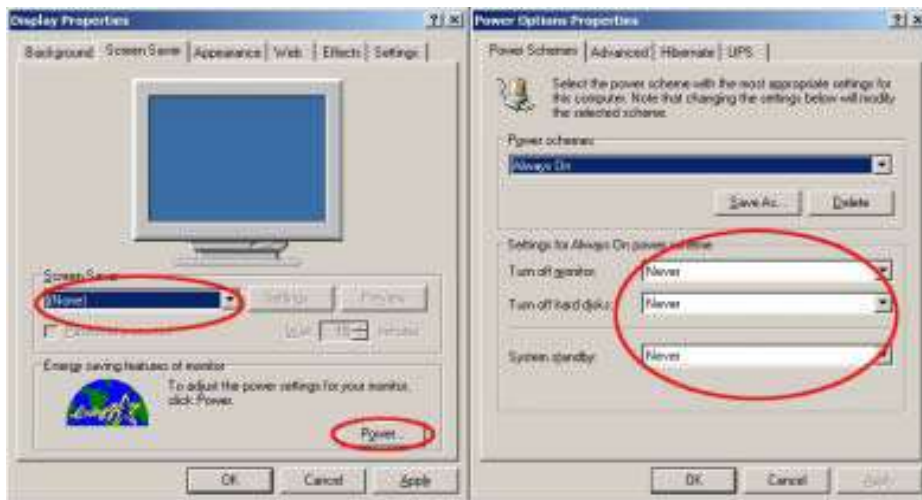 Display Properties
Background Screen Saver Appearance Web Effects Settings
Screen Saver
(None)
Settings Preview
Wait: minutes
Energy saving features of monitor
To adjust the power settings for your monitor,
click Power.
Power...
OK Cancel Apply
Power Options Properties
Power Schemes Advanced Hibernate UPS
Select the power scheme with the most appropriate settings for
this computer. Note that changing the settings below will modify
the selected scheme.
Power schemes
Always On
Save As... Delete
Settings for Always On power scheme
Turn off monitor: Never
Turn off hard disks: Never
System standby: Never
OK Cancel Apply